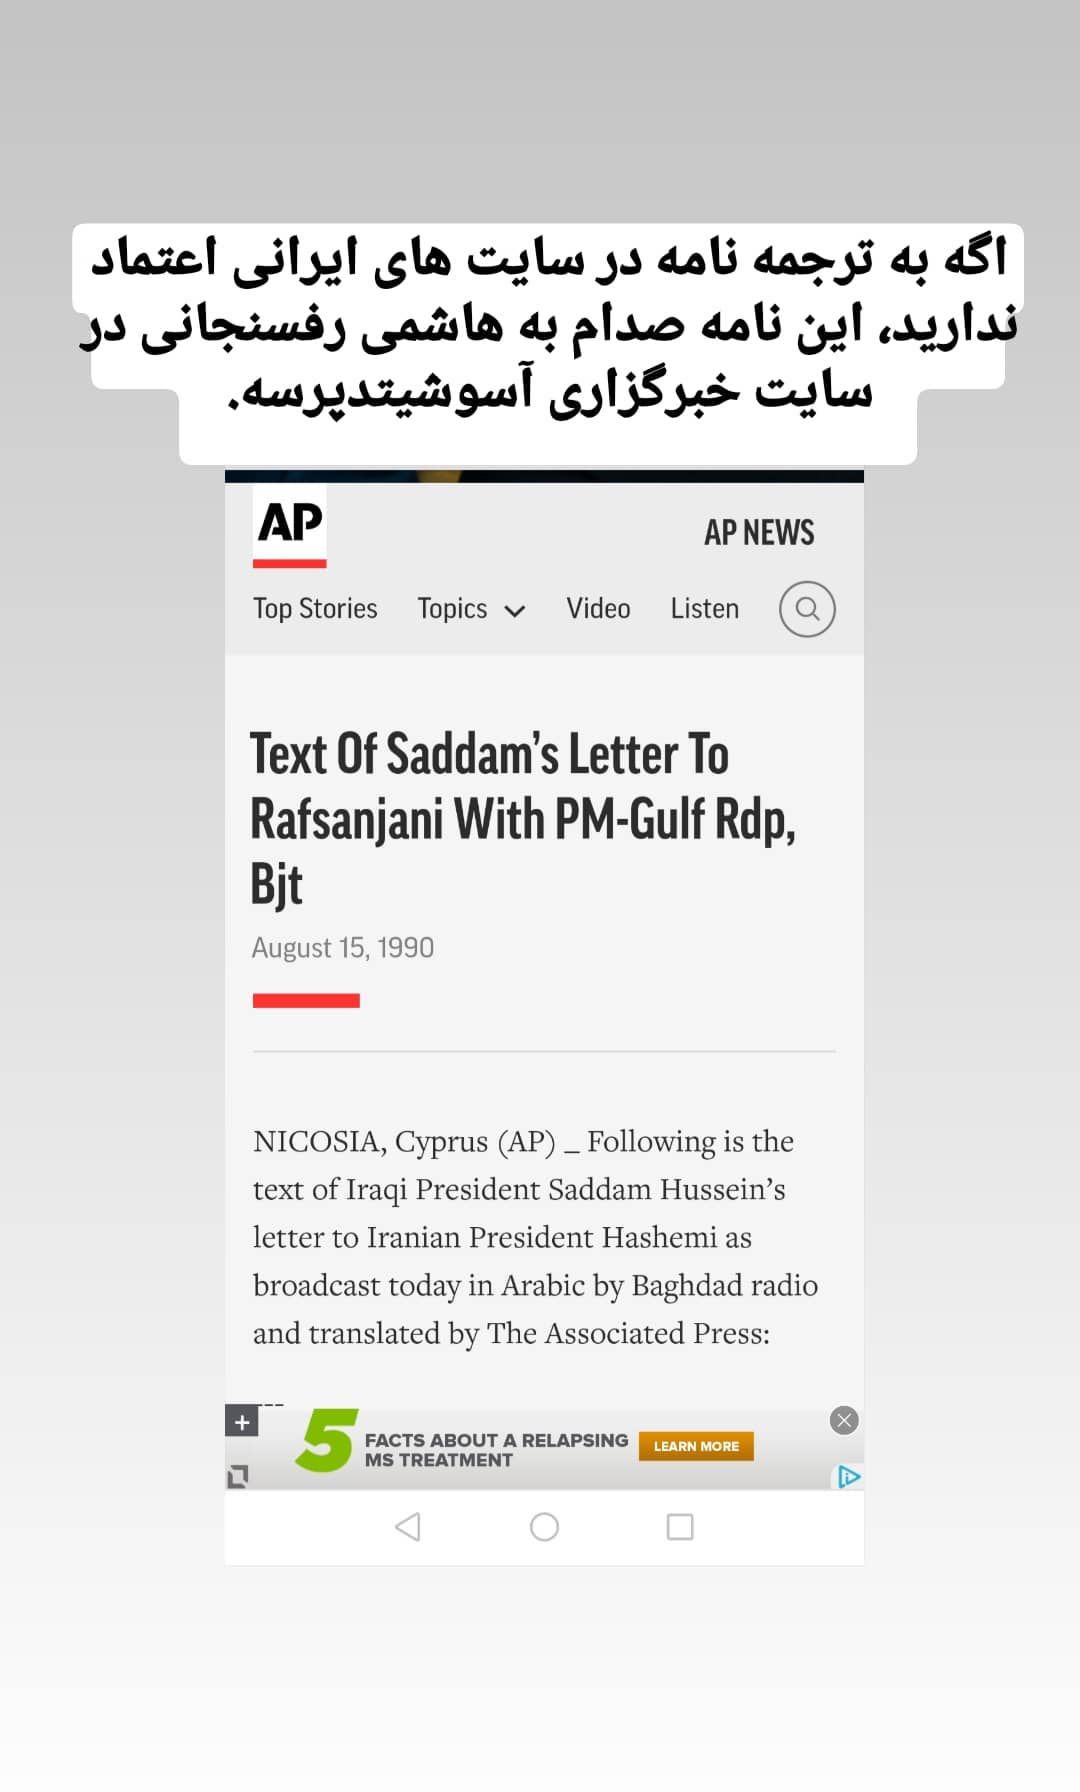 اگه به ترجمه نامه در سایت های ایرانی اعتماد
ندارید، این نامه صدام به هاشمی رفسنجانی در
سایت خبرگزاری آسوشیتدپرسه.
AP
AP NEWS
Top Stories Topics Video Listen
Text Of Saddam’s Letter To
Rafsanjani With PM-Gulf Rdp,
Bjt
August 15, 1990
NICOSIA, Cyprus (AP) _ Following is the
text of Iraqi President Saddam Hussein’s
letter to Iranian President Hashemi as
broadcast today in Arabic by Baghdad radio
and translated by The Associated Press:
---
5 FACTS ABOUT A RELAPSING
MS TREATMENT
LEARN MORE